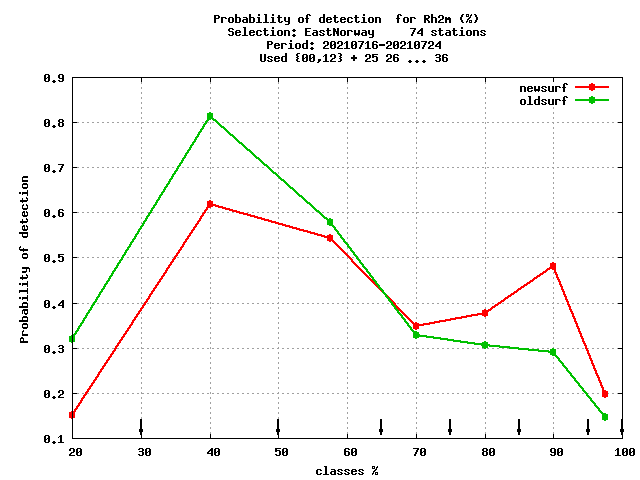 Probability of detection  for Rh2m (%)
Selection: EastNorway     74 stations
Period: 20210716-20210724
Used {00,12} + 25 26 ... 36
newsurf
oldsurf
Probability of detection
0.9
0.8
0.7
0.6
0.5
0.4
0.3
0.2
0.1
20 30 40 50 60 70 80 90 100
classes %